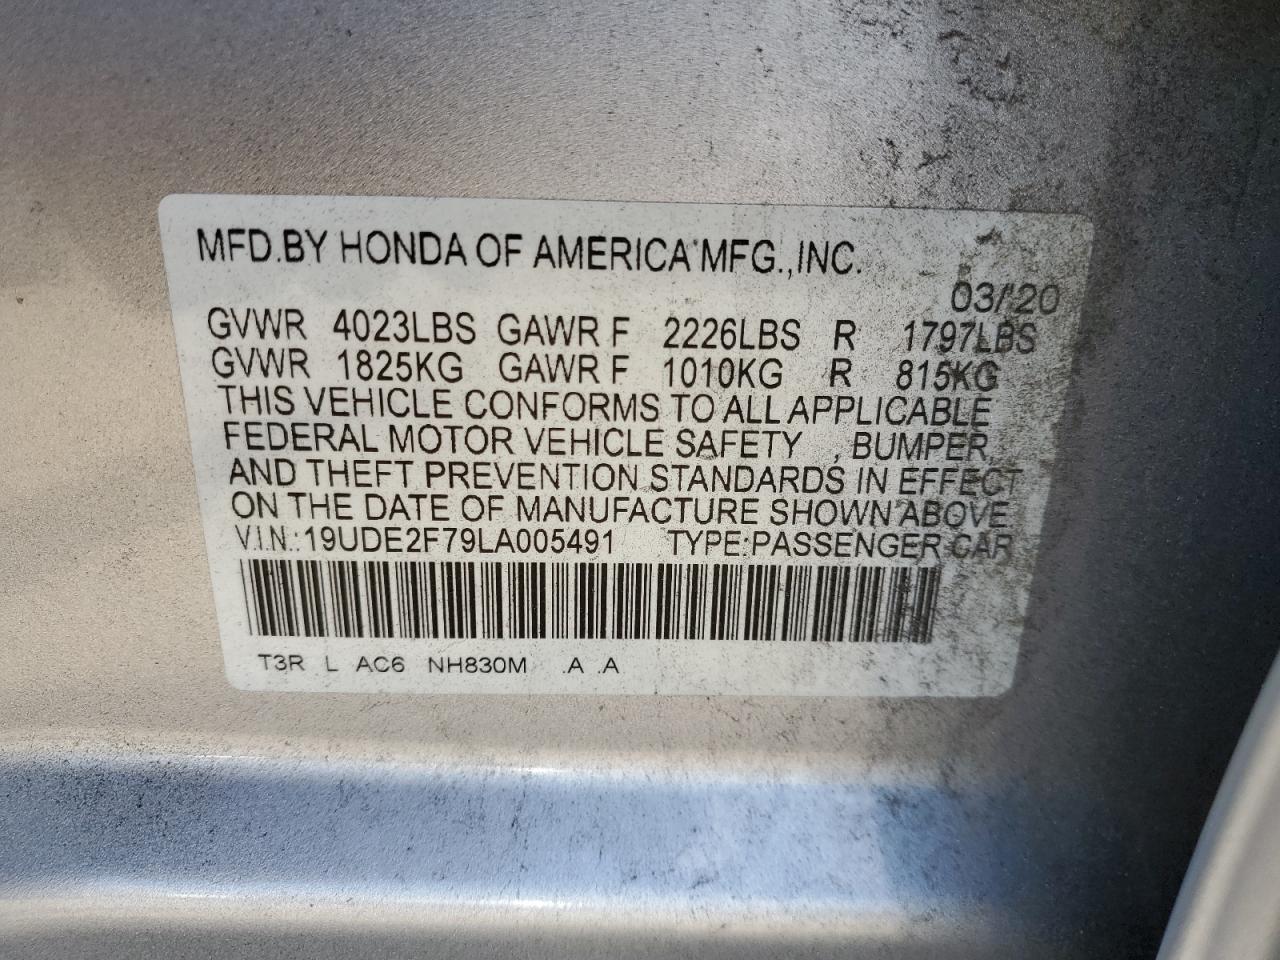 MFD.BY HONDA OF AMERICA MFG.,INC.
03/'20
GVWR 4023LBS GAWR F 2226LBS R 1797LBS
GVWR 1825KG GAWR F 1010KG R 815KG
THIS VEHICLE CONFORMS TO ALL APPLICABLE
FEDERAL MOTOR VEHICLE SAFETY , BUMPER
AND THEFT PREVENTION STANDARDS IN EFFECT
ON THE DATE OF MANUFACTURE SHOWN ABOVE
V.I.N.:19UDE2F79LA005491 TYPE:PASSENGER CAR
T3R L AC6 NH830M .A .A